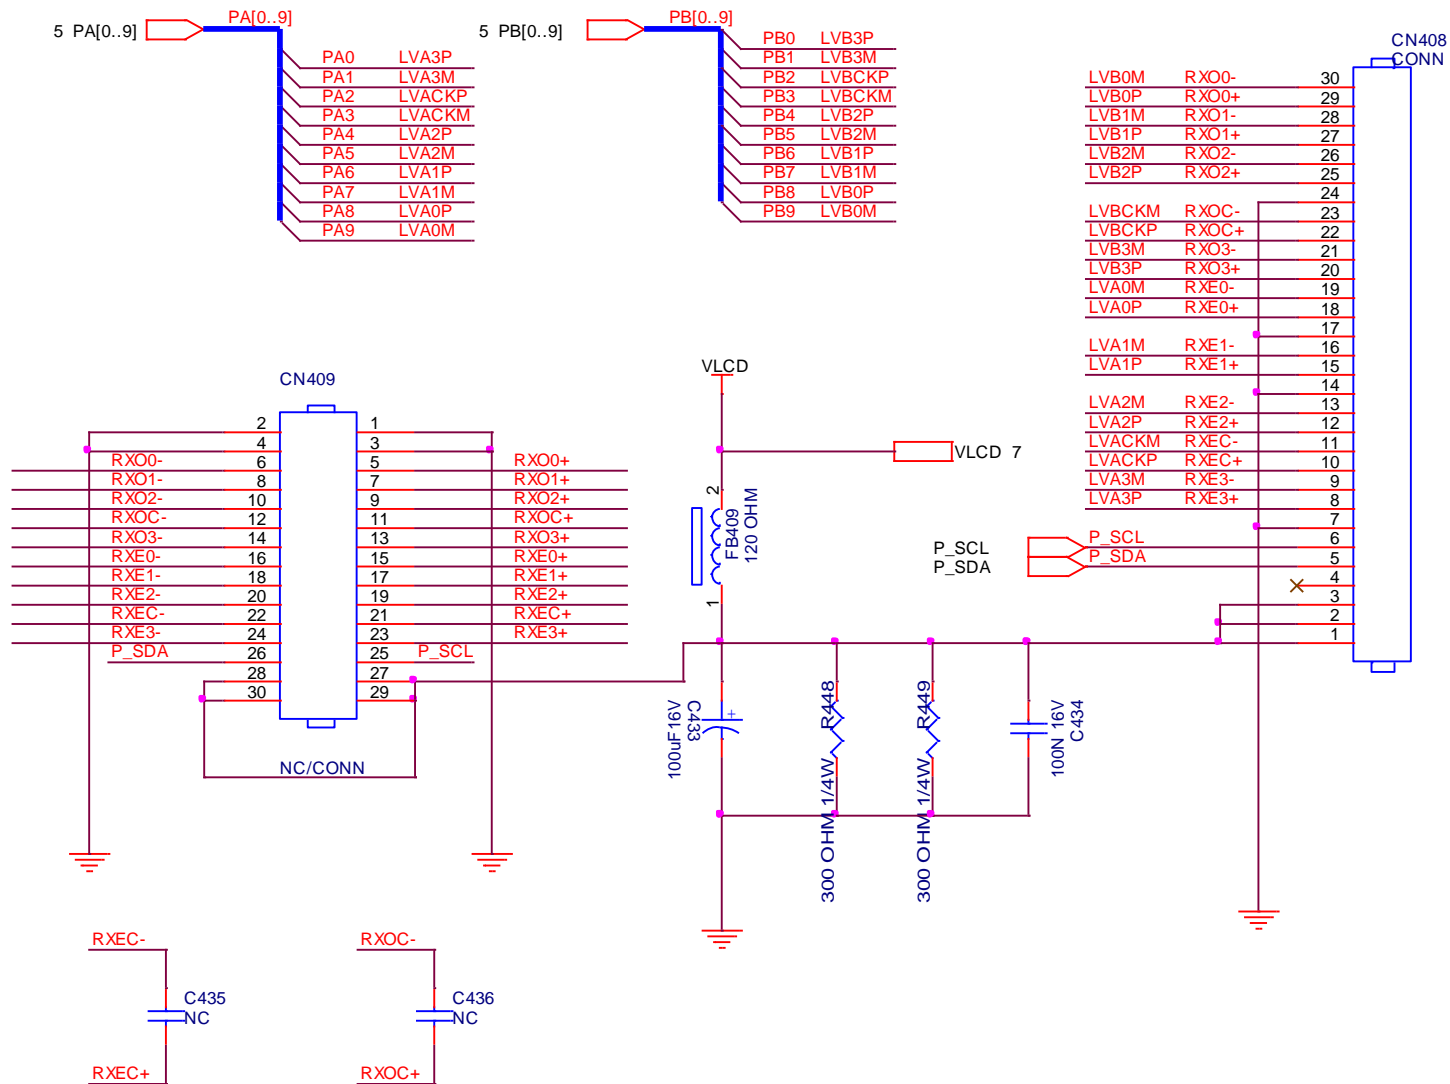 5 PA[0..9]
PA[0..9]
PA0 LVA3P
PA1 LVA3M
PA2 LVACKP
PA3 LVACKM
PA4 LVA2P
PA5 LVA2M
PA6 LVA1P
PA7 LVA1M
PA8 LVA0P
PA9 LVA0M
5 PB[0..9]
PB[0..9]
PB0 LVB3P
PB1 LVB3M
PB2 LVBCKP
PB3 LVBCKM
PB4 LVB2P
PB5 LVB2M
PB6 LVB1P
PB7 LVB1M
PB8 LVB0P
PB9 LVB0M
CN408
CONN
LVB0M RXO0- 30
LVB0P RXO0+ 29
LVB1M RXO1- 28
LVB1P RXO1+ 27
LVB2M RXO2- 26
LVB2P RXO2+ 25
24
LVBCKM RXOC- 23
LVBCKP RXOC+ 22
LVB3M RXO3- 21
LVB3P RXO3+ 20
LVA0M RXE0- 19
LVA0P RXE0+ 18
17
LVA1M RXE1- 16
LVA1P RXE1+ 15
14
LVA2M RXE2- 13
LVA2P RXE2+ 12
LVACKM RXEC- 11
LVACKP RXEC+ 10
LVA3M RXE3- 9
LVA3P RXE3+ 8
7
P_SCL P_SCL 6
P_SDA P_SDA 5
4
3
2
1
CN409
2 1
4 3
RXO0- 6 5 RXO0+
RXO1- 8 7 RXO1+
RXO2- 10 9 RXO2+
RXOC- 12 11 RXOC+
RXO3- 14 13 RXO3+
RXE0- 16 15 RXE0+
RXE1- 18 17 RXE1+
RXE2- 20 19 RXE2+
RXEC- 22 21 RXEC+
RXE3- 24 23 RXE3+
P_SDA 26 25 P_SCL
28 27
30 29
NC/CONN
VLCD
VLCD 7
2
FB409
120 OHM
1
C433
100uF16V
R448
300 OHM 1/4W
R449
300 OHM 1/4W
100N 16V
C434
RXEC-
C435
NC
RXEC+
RXOC-
C436
NC
RXOC+